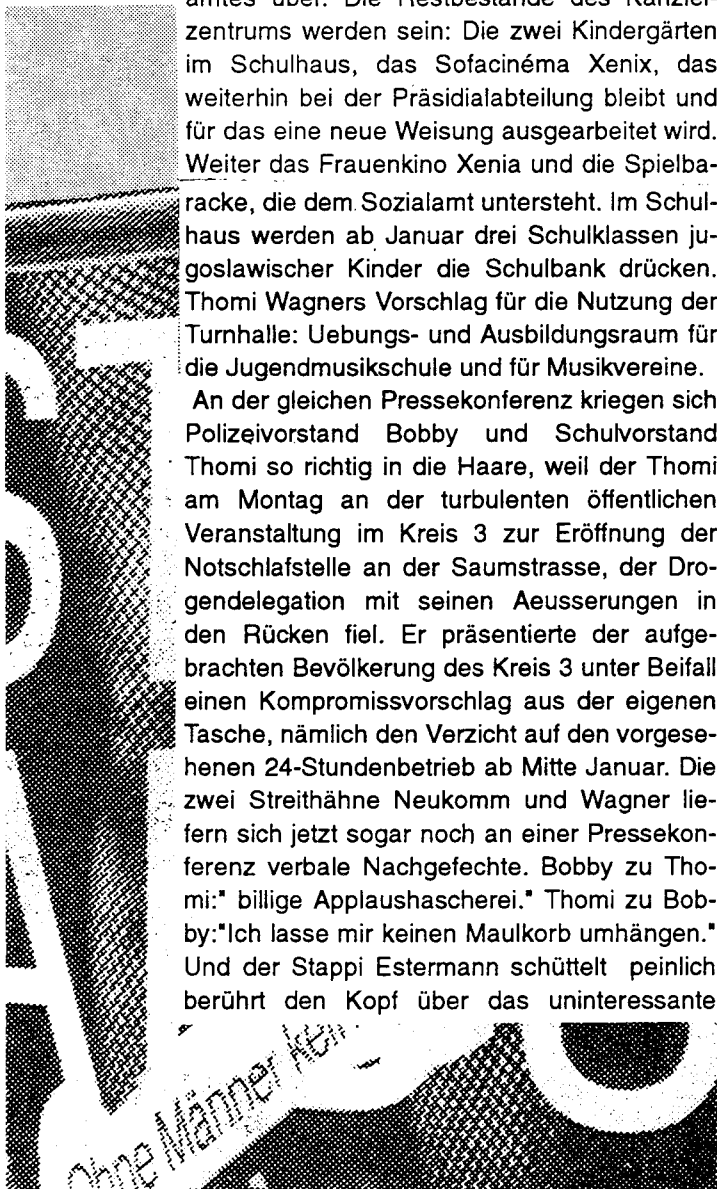 amtes über. Die Restbestände des Kanzlei-
zentrums werden sein: Die zwei Kindergärten
im Schulhaus, das Sofacinéma Xenix, das
weiterhin bei der Präsidialabteilung bleibt und
für das eine neue Weisung ausgearbeitet wird.
Weiter das Frauenkino Xenia und die Spielba-
racke, die dem Sozialamt untersteht. Im Schul-
haus werden ab Januar drei Schulklassen ju-
goslawischer Kinder die Schulbank drücken.
Thomi Wagners Vorschlag für die Nutzung der
Turnhalle: Uebungs- und Ausbildungsraum für
die Jugendmusikschule und für Musikvereine.
An der gleichen Pressekonferenz kriegen sich
Polizeivorstand Bobby und Schulvorstand
Thomi so richtig in die Haare, weil der Thomi
am Montag an der turbulenten öffentlichen
Veranstaltung im Kreis 3 zur Eröffnung der
Notschlafstelle an der Saumstrasse, der Dro-
gendelegation mit seinen Aeusserungen in
den Rücken fiel. Er präsentierte der aufge-
brachten Bevölkerung des Kreis 3 unter Beifall
einen Kompromissvorschlag aus der eigenen
Tasche, nämlich den Verzicht auf den vorgese-
henen 24-Stundenbetrieb ab Mitte Januar. Die
zwei Streithähne Neukomm und Wagner lie-
fern sich jetzt sogar noch an einer Pressekon-
ferenz verbale Nachgefechte. Bobby zu Tho-
mi:" billige Applaushascherei." Thomi zu Bob-
by:"Ich lasse mir keinen Maulkorb umhängen."
Und der Stappi Estermann schüttelt peinlich
berührt den Kopf über das uninteressante
Ohne Männer kein